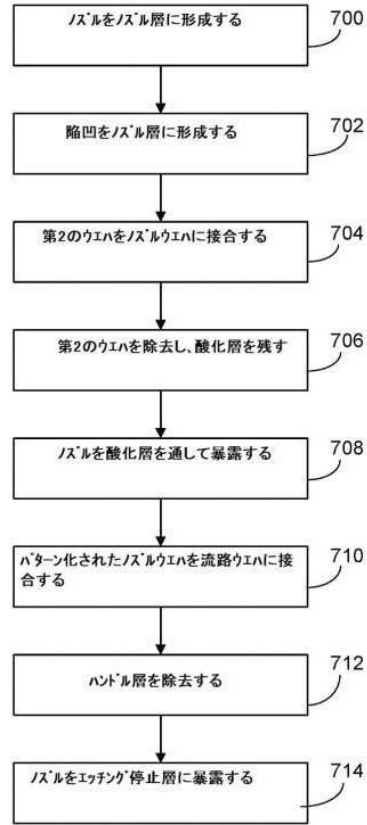 ノズルをノズル層に形成する
700
陥凹をノズル層に形成する
702
第2のウエハをノズルウエハに接合する
704
第2のウエハを除去し、酸化層を残す
706
ノズルを酸化層を通して暴露する
708
パターン化されたノズルウエハを流路ウエハに接
合する
710
ハンドル層を除去する
712
ノズルをエッチング停止層に暴露する
714